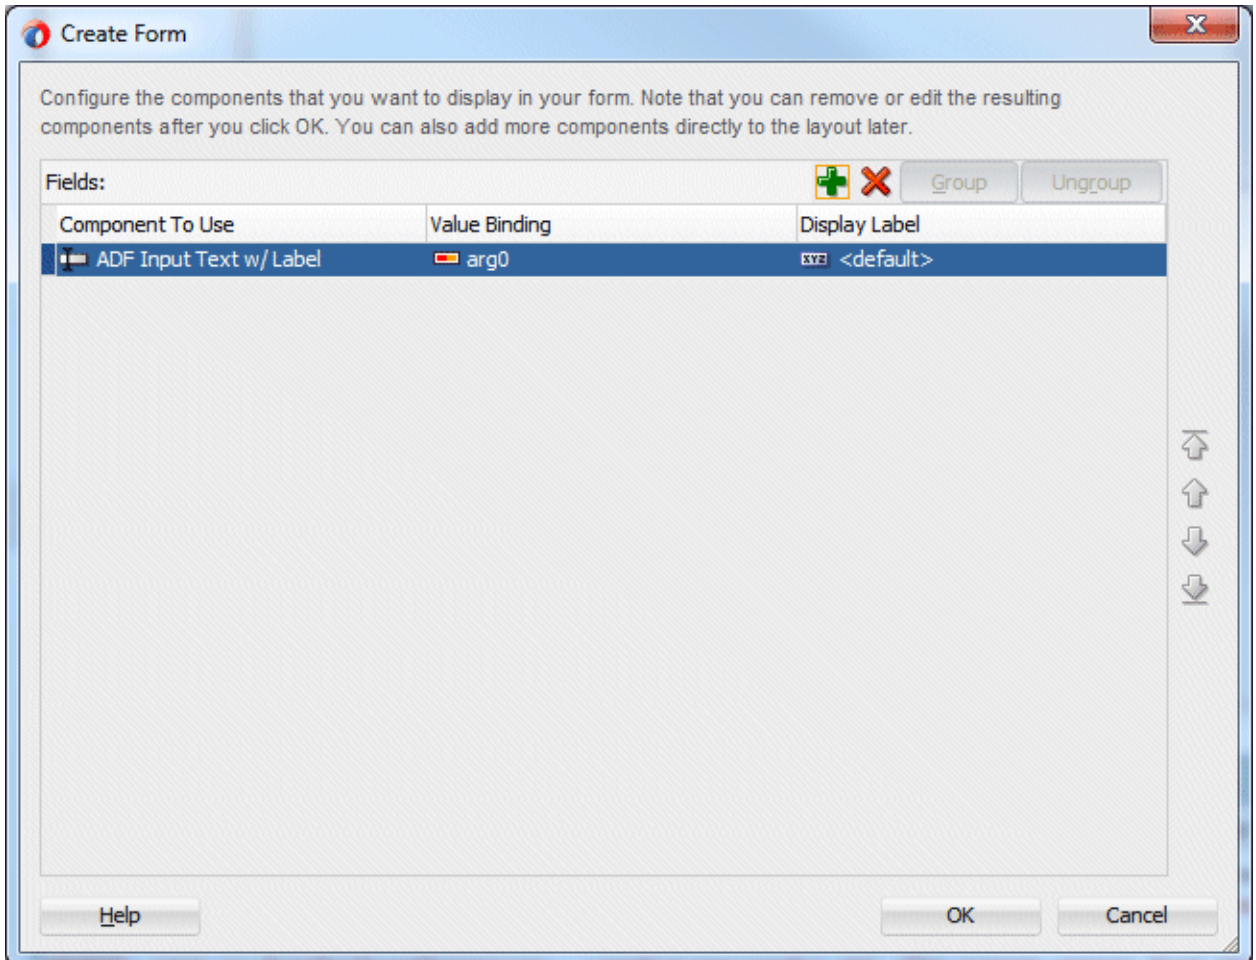 Create Form
Configure the components that you want to display in your form. Note that you can remove or edit the resulting
components after you click OK. You can also add more components directly to the layout later.
Fields: Group Ungroup
Component To Use Value Binding Display Label
ADF Input Text w/ Label arg0 XYZ <default>
Help OK Cancel